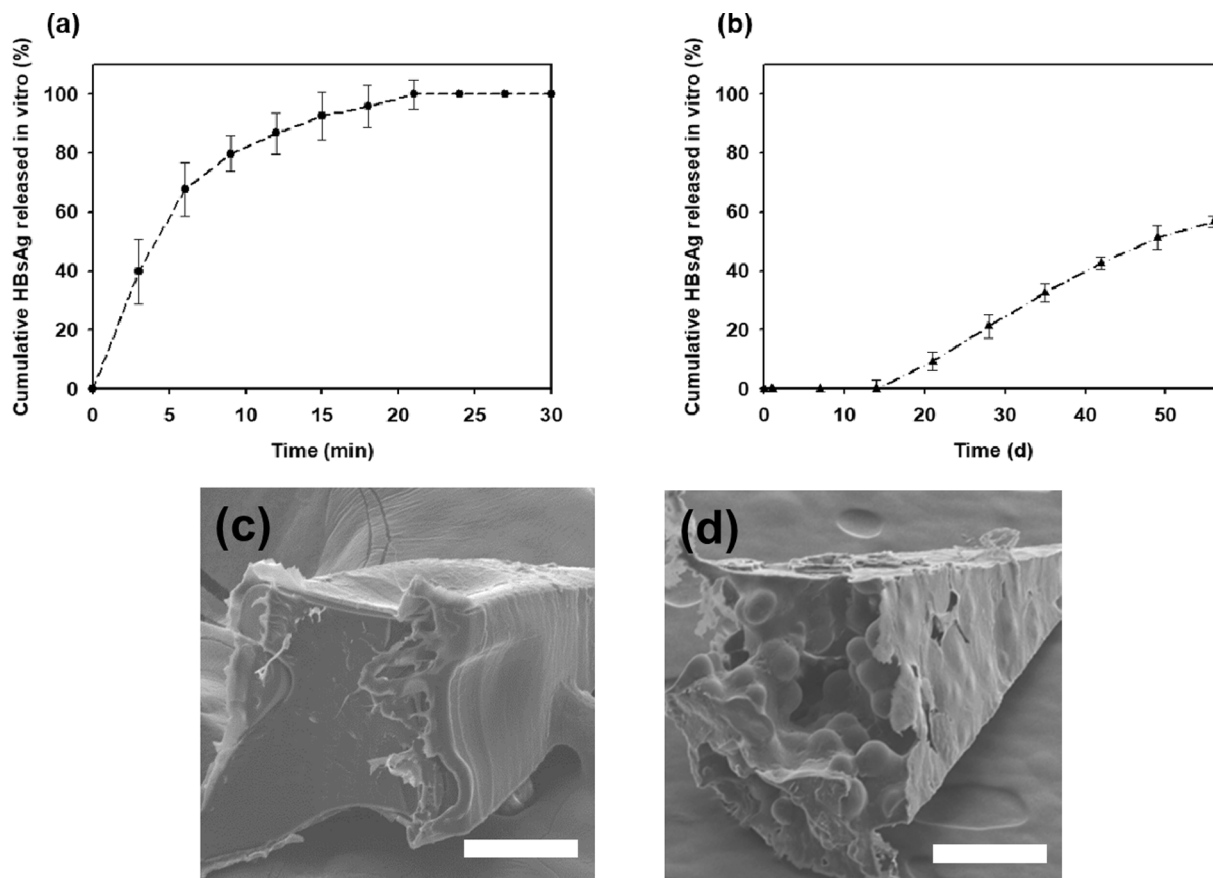 (a)
Cumulative HBsAg released in vitro (%)
100
80
60
40
20
0
0 5 10 15 20 25 30
Time (min)
(b)
Cumulative HBsAg released in vitro (%)
100
80
60
40
20
0
0 10 20 30 40 50
Time (d)
(c)
(d)